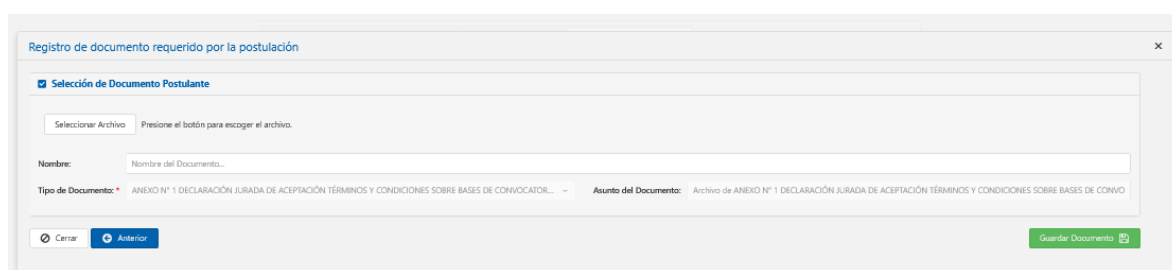 Registro de documento requerido por la postulación
×
Selección de Documento Postulante
Seleccionar Archivo Presione el botón para escoger el archivo.
Nombre: Nombre del Documento...
Tipo de Documento: * ANEXO N° 1 DECLARACIÓN JURADA DE ACEPTACIÓN TÉRMINOS Y CONDICIONES SOBRE BASES DE CONVOCATOR... Asunto del Documento: Archivo de ANEXO N° 1 DECLARACIÓN JURADA DE ACEPTACIÓN TÉRMINOS Y CONDICIONES SOBRE BASES DE CONVO
Cerrar Anterior Guardar Documento